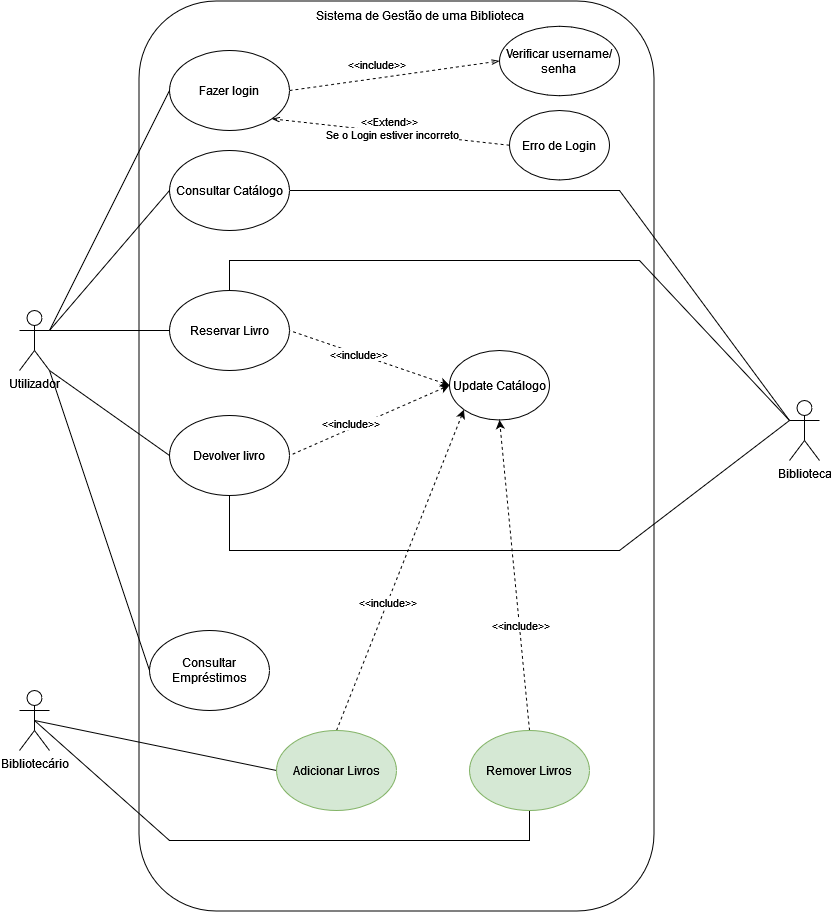 Sistema de Gestão de uma Biblioteca
Verificar username/
senha
<<include>>
Fazer login
<<Extend>>
Se o Login estiver incorreto
Erro de Login
Consultar Catálogo
Reservar Livro
<<include>>
Utilizador
Update Catálogo
<<include>>
Devolver livro
Biblioteca
<<include>>
<<include>>
Consultar
Empréstimos
Bibliotecário
Adicionar Livros
Remover Livros